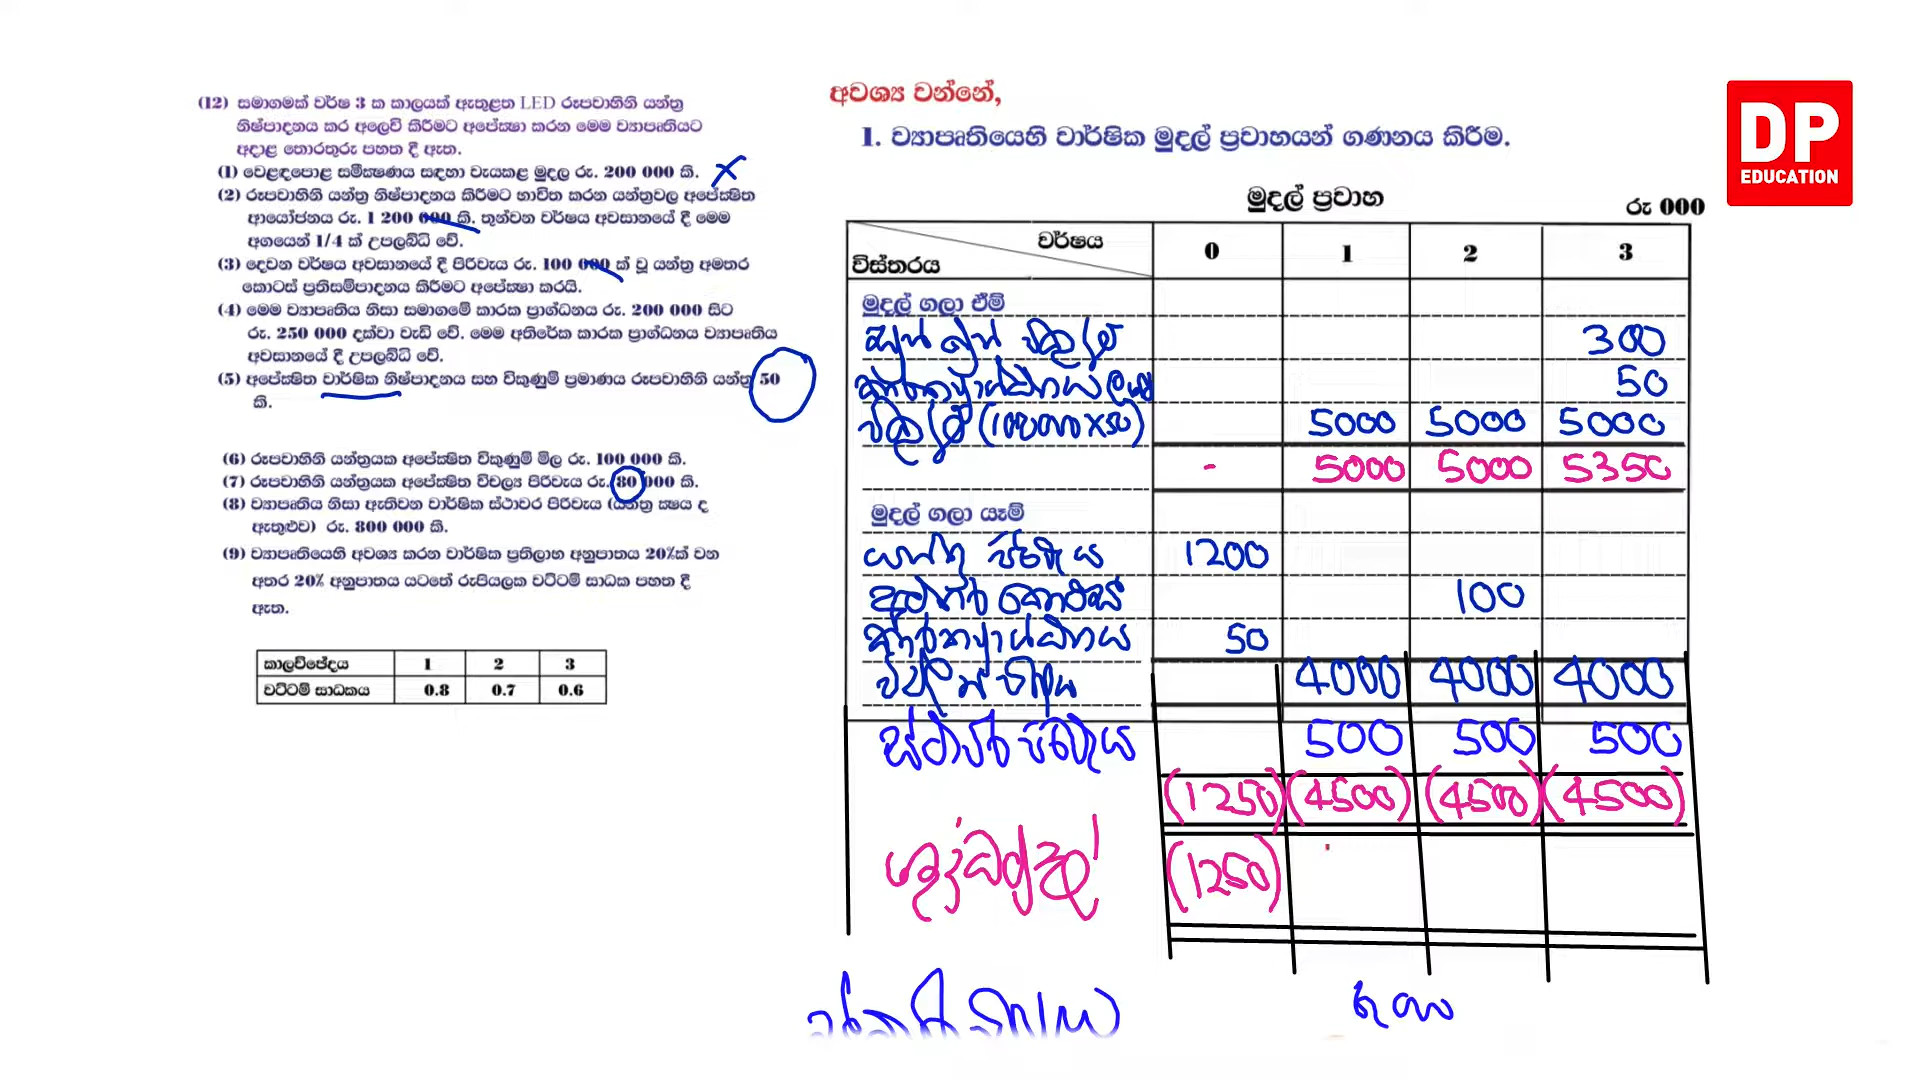 (12) සමාගමක් වර්ෂ 3 ක කාලයක් ඇතුළත LED රූපවාහිනි යන්ත්‍ර
නිෂ්පාදනය කර අලෙවි කිරීමට අපේක්ෂා කරන මෙම ව්‍යාපෘතියට
අදාළ තොරතුරු පහත දී ඇත.
(1) වෙළඳපොළ සමීක්ෂණය සඳහා වැයකළ මුදල රු. 200 000 කි.
(2) රූපවාහිනි යන්ත්‍ර නිෂ්පාදනය කිරීමට භාවිත කරන යන්ත්‍රවල අපේක්ෂිත
ආයෝජනය රු. 1 200 000 කි. තුන්වන වර්ෂය අවසානයේ දී මෙම
අගයෙන් 1/4 ක් උපලබ්ධි වේ.
(3) දෙවන වර්ෂය අවසානයේ දී පිරිවැය රු. 100 000 ක් වූ යන්ත්‍ර අමතර
කොටස් ප්‍රතිසම්පාදනය කිරීමට අපේක්ෂා කරයි.
(4) මෙම ව්‍යාපෘතිය නිසා සමාගමේ කාරක ප්‍රාග්ධනය රු. 200 000 සිට
රු. 250 000 දක්වා වැඩි වේ. මෙම අතිරේක කාරක ප්‍රාග්ධනය ව්‍යාපෘතිය
අවසානයේ දී උපලබ්ධි වේ.
(5) අපේක්ෂිත වාර්ෂික නිෂ්පාදනය සහ විකුණුම් ප්‍රමාණය රූපවාහිනි යන්ත්‍ර 50
කි.
(6) රූපවාහිනි යන්ත්‍රයක අපේක්ෂිත විකුණුම් මිල රු. 100 000 කි.
(7) රූපවාහිනි යන්ත්‍රයක අපේක්ෂිත විචල්‍ය පිරිවැය රු. 80 000 කි.
(8) ව්‍යාපෘතිය නිසා ඇතිවන වාර්ෂික ස්ථාවර පිරිවැය (යන්ත්‍ර ක්ෂය ද
ඇතුළුව) රු. 800 000 කි.
(9) ව්‍යාපෘතියෙහි අවශ්‍ය කරන වාර්ෂික ප්‍රතිලාභ අනුපාතය 20%ක් වන
අතර 20% අනුපාතය යටතේ රුපියලක වට්ටම් සාධක පහත දී
ඇත.
කාලවිච්ඡේදය 1 2 3
වට්ටම් සාධකය 0.8 0.7 0.6
අවශ්‍ය වන්නේ,
1. ව්‍යාපෘතියෙහි වාර්ෂික මුදල් ප්‍රවාහයන් ගණනය කිරීම.
DP
EDUCATION
මුදල් ප්‍රවාහ
රු 000
වර්ෂය
විස්තරය 0 1 2 3
මුදල් ගලා ඒම්
300
50
(100000 x 50) 5000 5000 5000
- 5000 5000 5350
මුදල් ගලා යෑම්
යන්ත්‍ර පිරිවැය 1200
අමතර කොටස් 100
කාරක ප්‍රාග්ධනය 50
4000 4000 4000
ස්ථාවර පිරිවැය 500 500 500
(1250) (4500) (4500) (4500)
(1250)